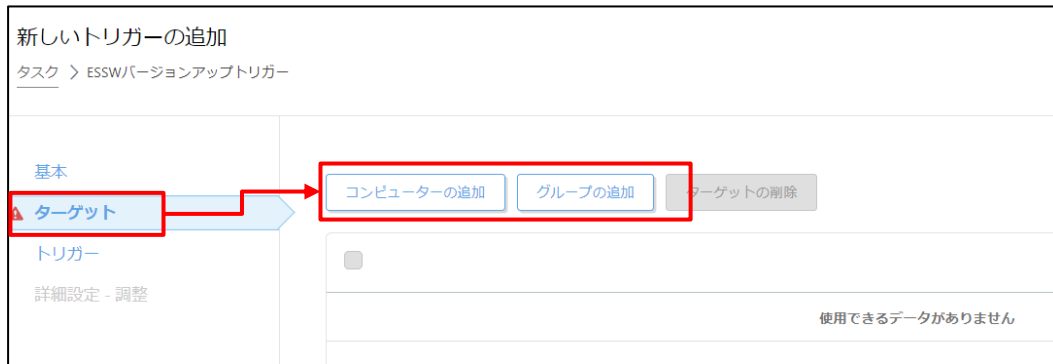 新しいトリガーの追加
タスク > ESSWバージョンアップトリガー
基本
ターゲット
トリガー
詳細設定 - 調整
コンピューターの追加 グループの追加 ターゲットの削除
使用できるデータがありません